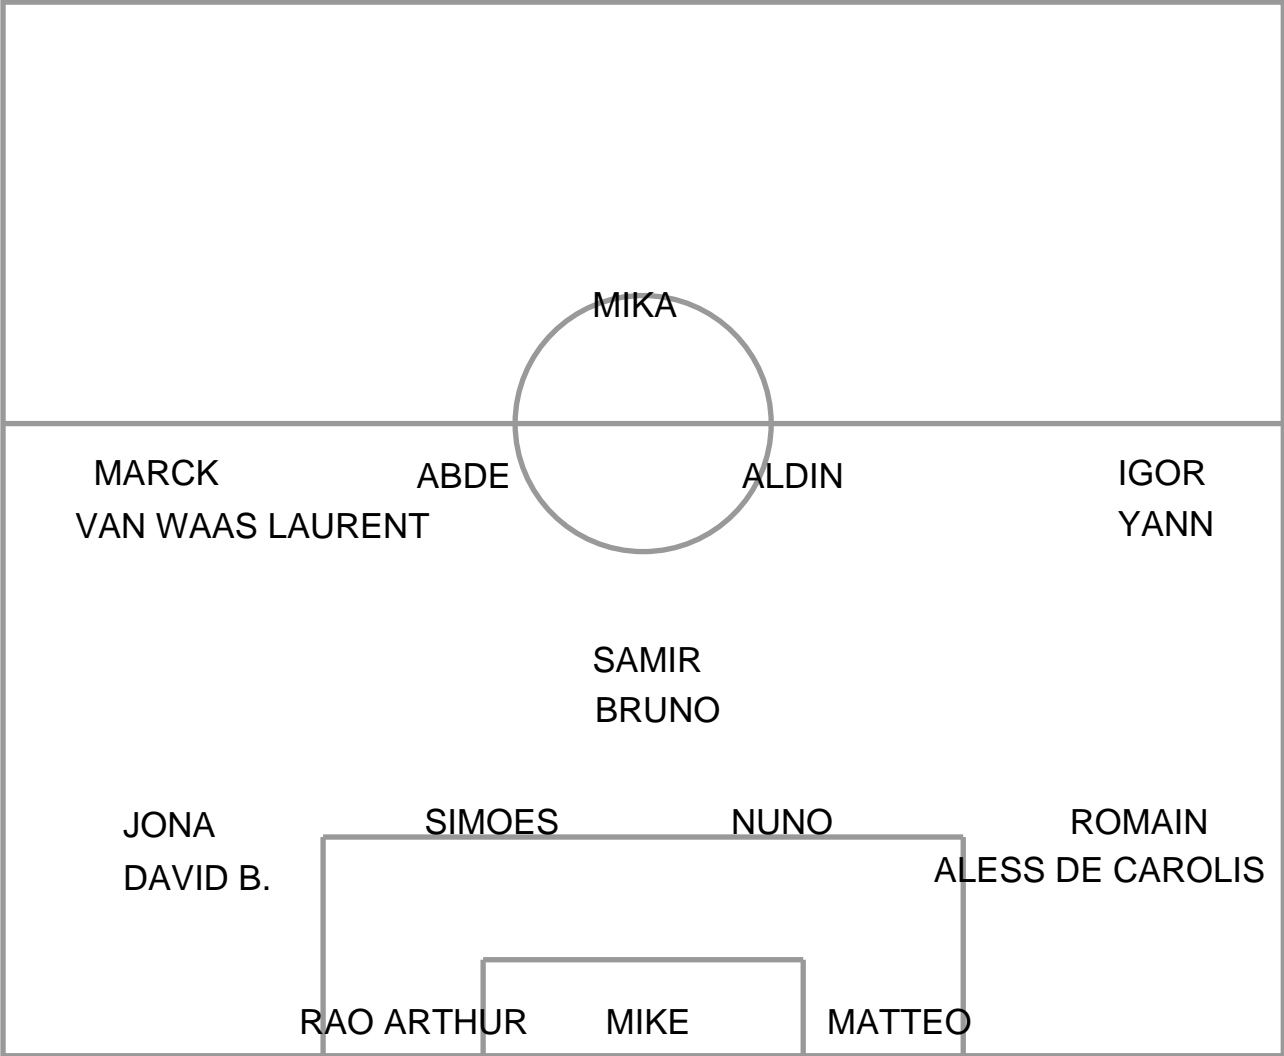 MIKA
MARCK ABDE ALDIN IGOR
VAN WAAS LAURENT YANN
SAMIR
BRUNO
JONA SIMOES NUNO ROMAIN
DAVID B. ALESS DE CAROLIS
RAO ARTHUR MIKE MATTEO